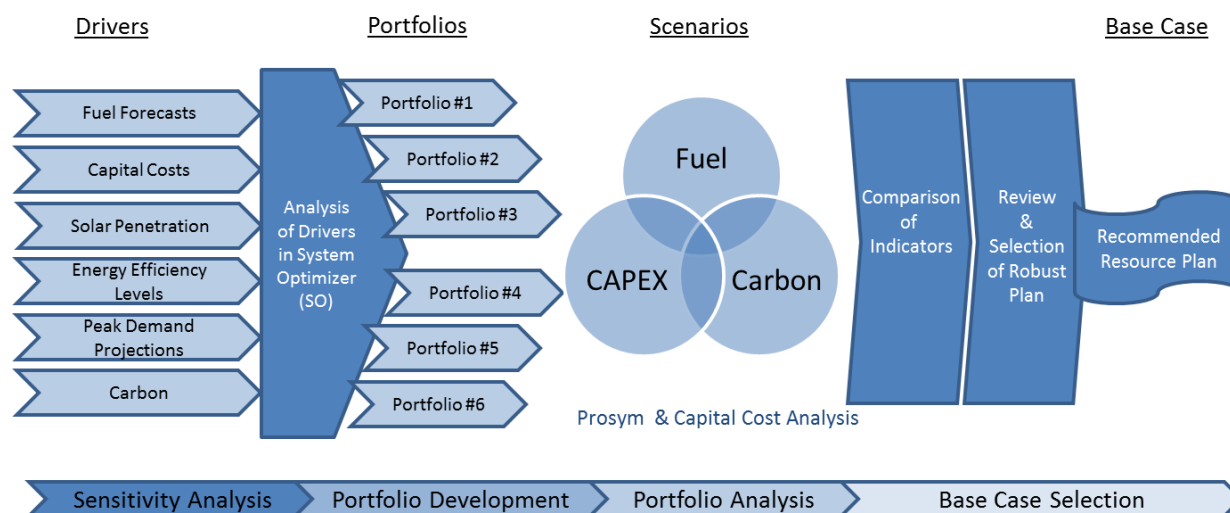 Drivers
Portfolios
Scenarios
Base Case
Fuel Forecasts
Capital Costs
Solar Penetration
Energy Efficiency
Levels
Peak Demand
Projections
Carbon
Analysis
of Drivers
in System
Optimizer
(SO)
Portfolio #1
Portfolio #2
Portfolio #3
Portfolio #4
Portfolio #5
Portfolio #6
Fuel
CAPEX
Carbon
Prosym & Capital Cost Analysis
Comparison
of
Indicators
Review
&
Selection
of Robust
Plan
Recommended
Resource Plan
Sensitivity Analysis
Portfolio Development
Portfolio Analysis
Base Case Selection